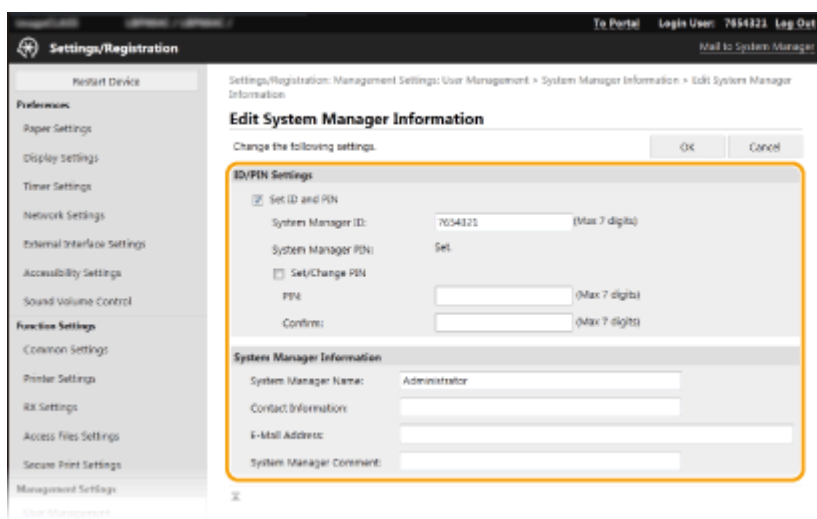 To Portal Login User: 7654321 Log Out
Settings/Registration
Mail to System Manager
Restart Device
Preferences
Paper Settings
Display Settings
Timer Settings
Network Settings
External Interface Settings
Accessibility Settings
Sound Volume Control
Function Settings
Common Settings
Printer Settings
RX Settings
Access Files Settings
Secure Print Settings
Management Settings
User Management
Settings/Registration: Management Settings: User Management > System Manager Information > Edit System Manager
Information
Edit System Manager Information
Change the following settings.
OK Cancel
ID/PIN Settings
Set ID and PIN
System Manager ID: 7654321 (Max 7 digits)
System Manager PIN: Set.
Set/Change PIN
PIN: (Max 7 digits)
Confirm: (Max 7 digits)
System Manager Information
System Manager Name: Administrator
Contact Information:
E-Mail Address:
System Manager Comment: